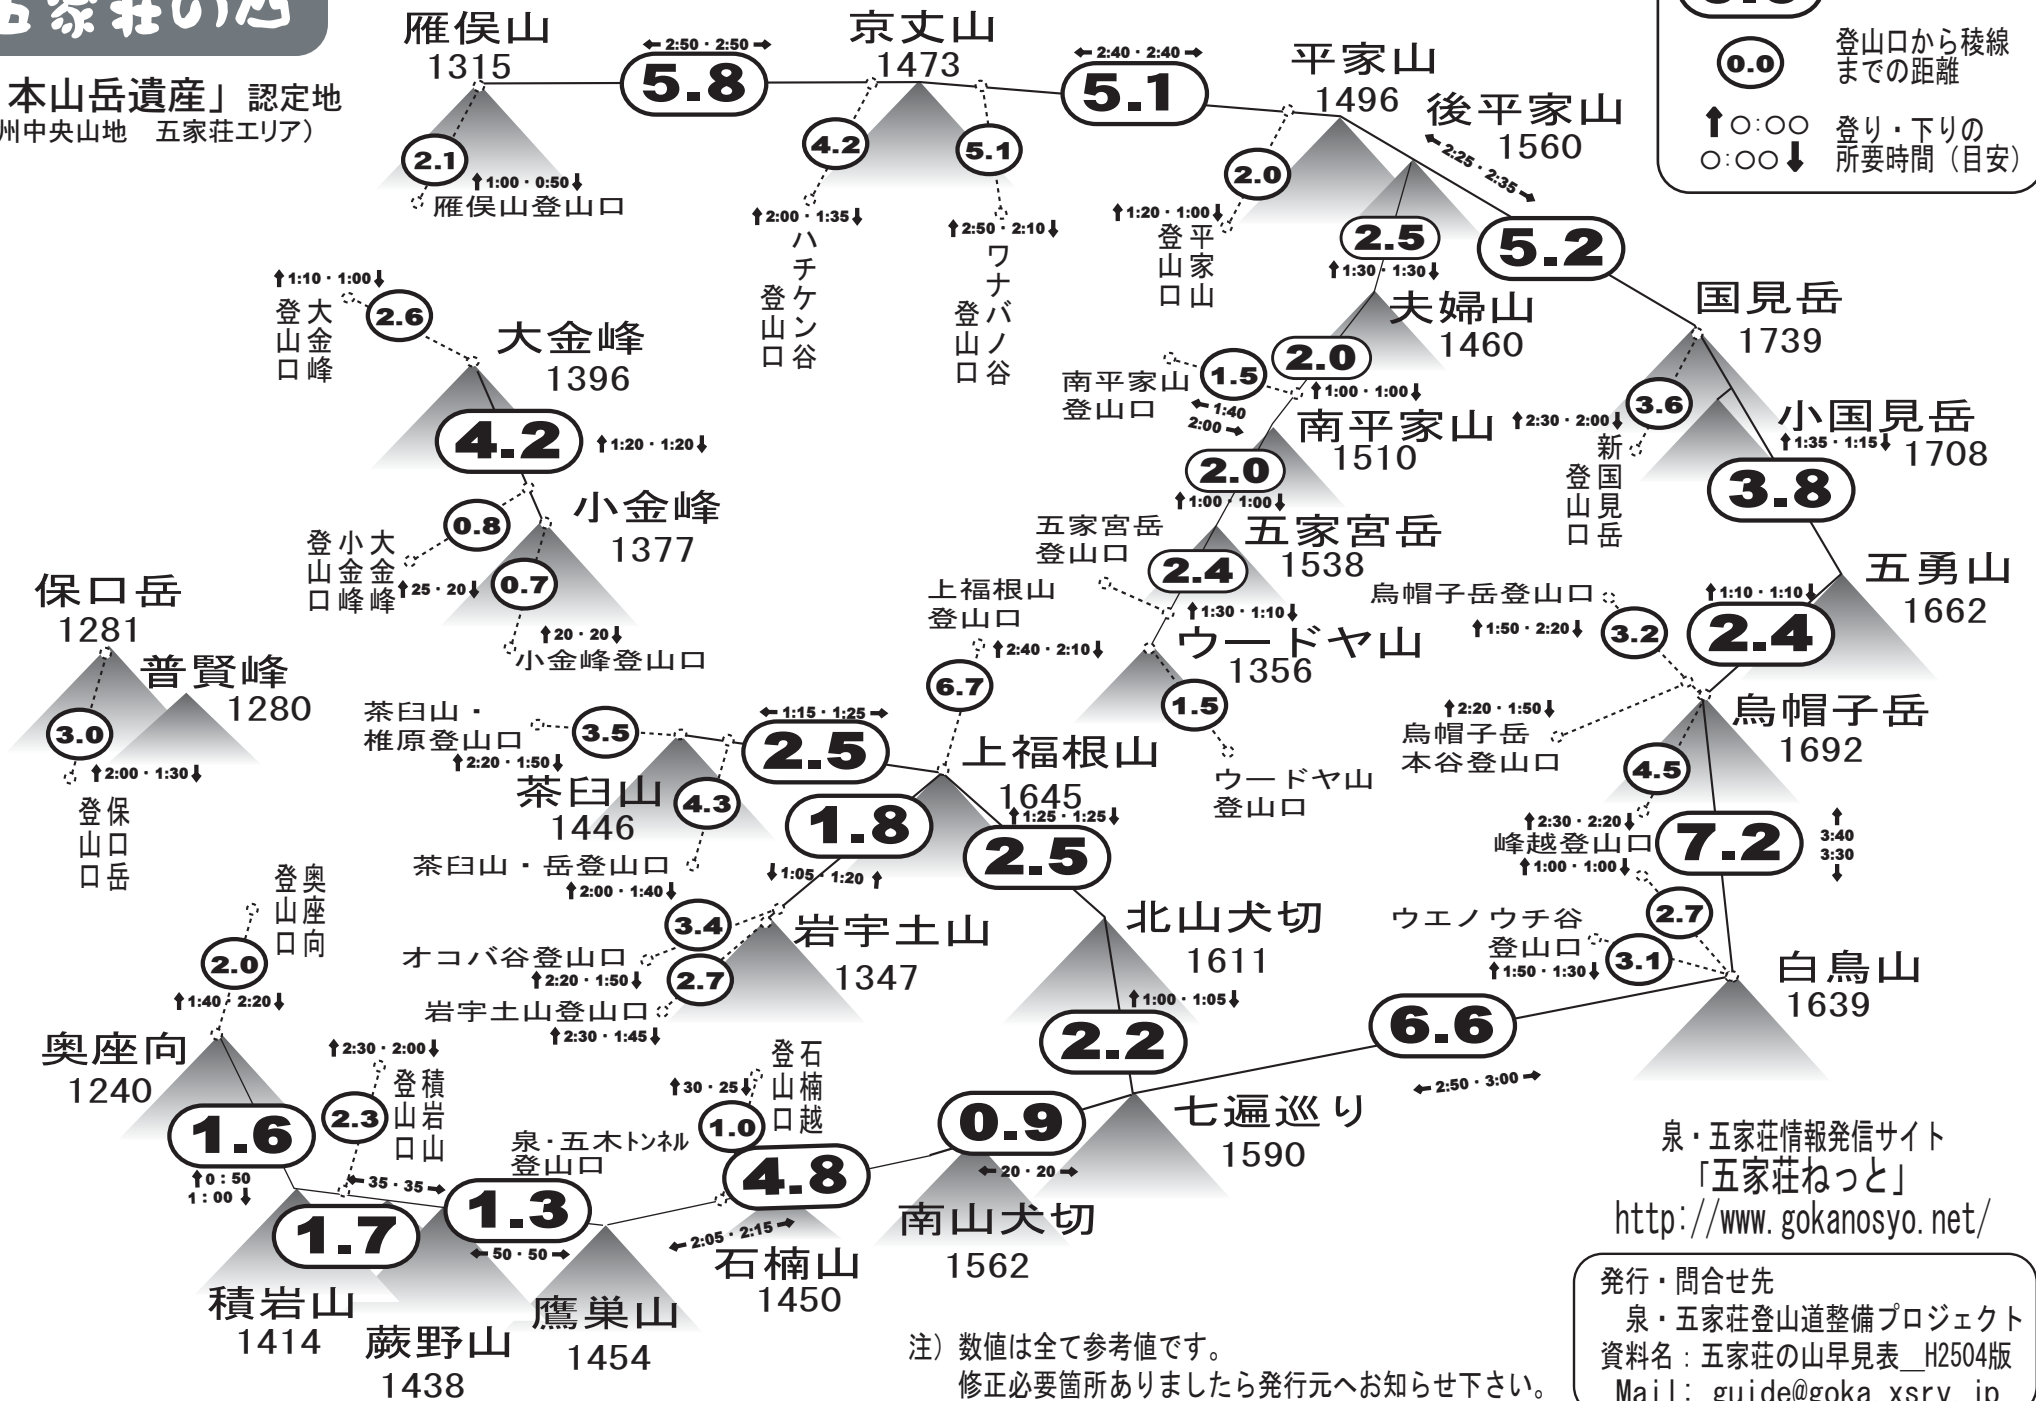 五家荘の山
本山岳遺産」認定地
州中央山地　五家荘エリア）
0.0
登山口から稜線
までの距離
↑○:○○
○:○○↓
登り・下りの
所要時間（目安）
雁俣山
1315
←2:50・2:50→
5.8
京丈山
1473
←2:40・2:40→
5.1
平家山
1496
後平家山
1560
←2:25・2:35→
5.2
2.1
↑1:00・0:50↓
雁俣山登山口
4.2
↑2:00・1:35↓
ハチケン谷
登山口
5.1
↑2:50・2:10↓
ワナバノ谷
登山口
2.0
↑1:20・1:00↓
平家山
登山口
2.5
↑1:30・1:30↓
夫婦山
1460
国見岳
1739
2.0
↑1:00・1:00↓
1.5
南平家山
登山口
←1:40
2:00→
南平家山
1510
3.6
↑2:30・2:00↓
新国見岳
登山口
小国見岳
1708
↑1:35・1:15↓
3.8
↑1:10・1:00↓
大金峰
登山口
2.6
大金峰
1396
4.2
↑1:20・1:20↓
小金峰
1377
0.8
大金峰
小金峰
登山口
↑25・20↓
0.7
↑20・20↓
小金峰登山口
2.0
↑1:00・1:00↓
五家宮岳
1538
五家宮岳
登山口
2.4
↑1:30・1:10↓
ウードヤ山
1356
1.5
ウードヤ山
登山口
五勇山
1662
↑1:10・1:10↓
2.4
烏帽子岳登山口
↑1:50・2:20↓
3.2
烏帽子岳
1692
↑2:20・1:50↓
烏帽子岳
本谷登山口
4.5
↑2:30・2:20↓
峰越登山口
↑1:00・1:00↓
7.2
↑
3:40
3:30
↓
2.7
ウエノウチ谷
登山口
↑1:50・1:30↓
3.1
白鳥山
1639
保口岳
1281
普賢峰
1280
3.0
↑2:00・1:30↓
保口岳
登山口
茶臼山・
椎原登山口
↑2:20・1:50↓
3.5
茶臼山
1446
4.3
茶臼山・岳登山口
↑2:00・1:40↓
←1:15・1:25→
2.5
上福根山
登山口
↑2:40・2:10↓
6.7
上福根山
1645
1.8
↓1:05・1:20↑
↑1:25・1:25↓
2.5
3.4
オコバ谷登山口
↑2:20・1:50↓
2.7
岩宇土山登山口
↑2:30・1:45↓
岩宇土山
1347
北山犬切
1611
↑1:00・1:05↓
2.2
6.6
←2:50・3:00→
七遍巡り
1590
0.9
←20・20→
南山犬切
1562
奥座向
登山口
2.0
↑1:40・2:20↓
奥座向
1240
1.6
↑0:50
1:00↓
↑2:30・2:00↓
積岩山
登山口
2.3
←35・35→
1.7
積岩山
1414
蕨野山
1438
泉・五木トンネル
登山口
1.3
←50・50→
鷹巣山
1454
↑30・25↓
石楠越
登山口
1.0
4.8
←2:05・2:15→
石楠山
1450
泉・五家荘情報発信サイト
「五家荘ねっと」
http://www.gokanosyo.net/
発行・問合せ先
泉・五家荘登山道整備プロジェクト
資料名：五家荘の山早見表＿H2504版
Mail: guide@goka.xsrv.jp
注）数値は全て参考値です。
修正必要箇所ありましたら発行元へお知らせ下さい。